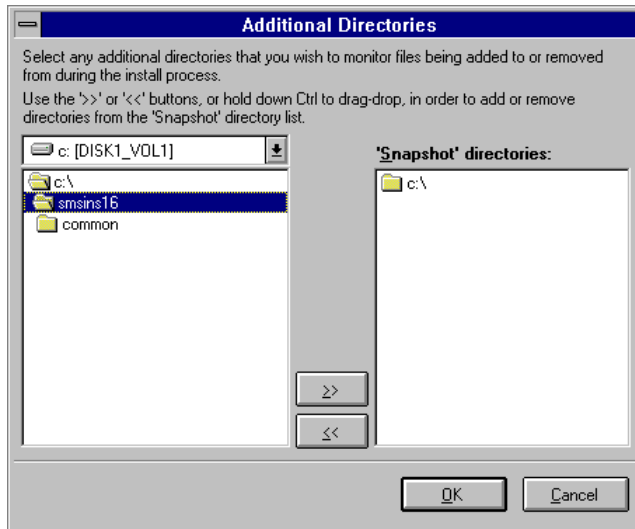 Additional Directories
Select any additional directories that you wish to monitor files being added to or removed
from during the install process.
Use the '>>' or '<<' buttons, or hold down Ctrl to drag-drop, in order to add or remove
directories from the 'Snapshot' directory list.
c: [DISK1_VOL1]
'Snapshot' directories:
c:\
smsins16
common
c:\
>>
<<
OK
Cancel